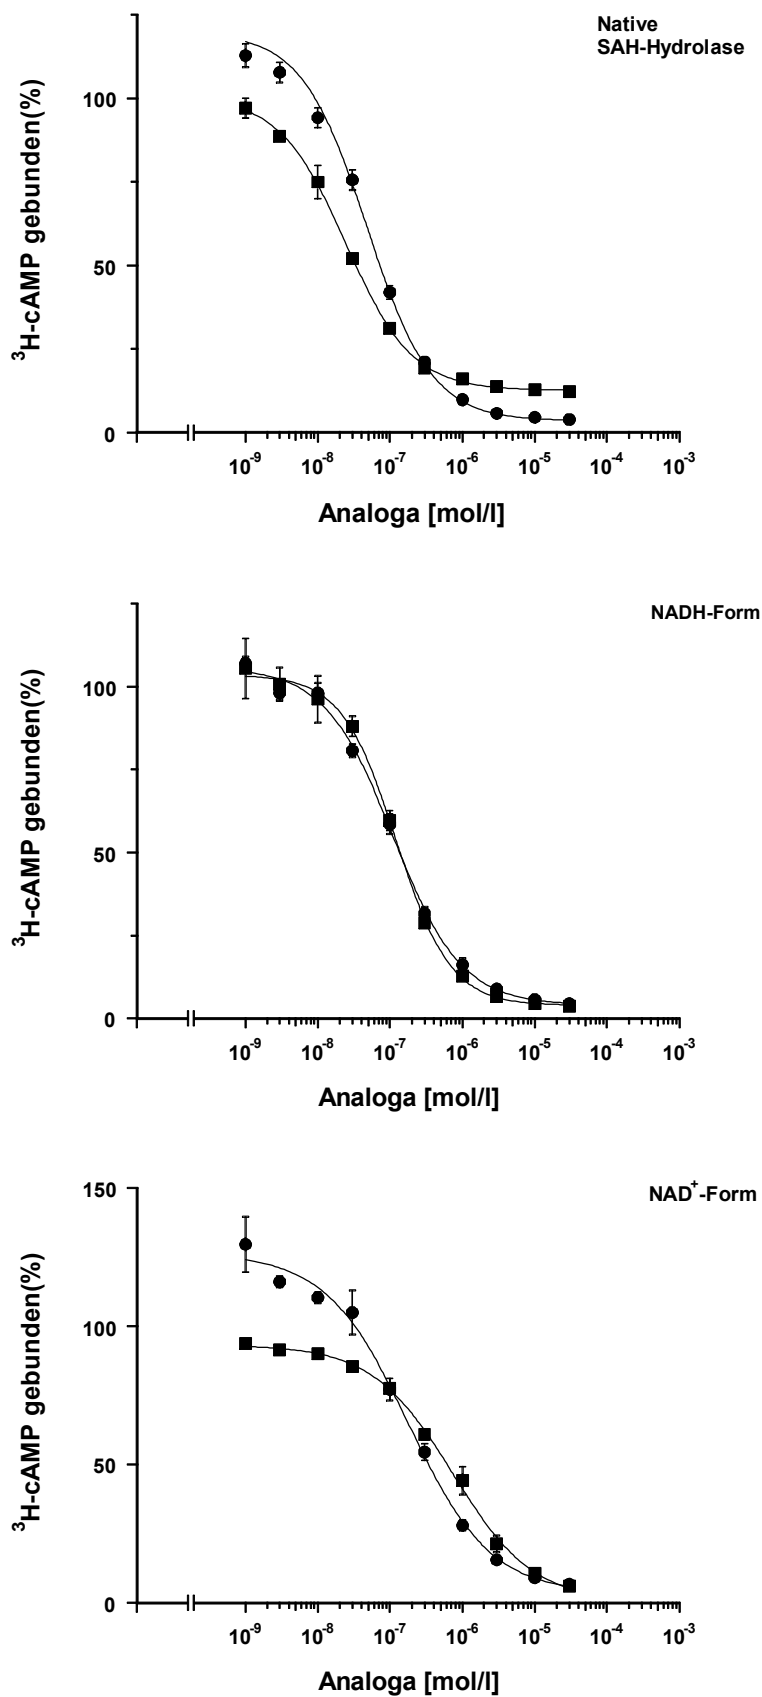 Native
SAH-Hydrolase
³H-cAMP gebunden(%)
100
50
0
10⁻⁹ 10⁻⁸ 10⁻⁷ 10⁻⁶ 10⁻⁵ 10⁻⁴ 10⁻³
Analoga [mol/l]
NADH-Form
³H-cAMP gebunden(%)
100
50
0
10⁻⁹ 10⁻⁸ 10⁻⁷ 10⁻⁶ 10⁻⁵ 10⁻⁴ 10⁻³
Analoga [mol/l]
NAD⁺-Form
³H-cAMP gebunden(%)
150
100
50
0
10⁻⁹ 10⁻⁸ 10⁻⁷ 10⁻⁶ 10⁻⁵ 10⁻⁴ 10⁻³
Analoga [mol/l]